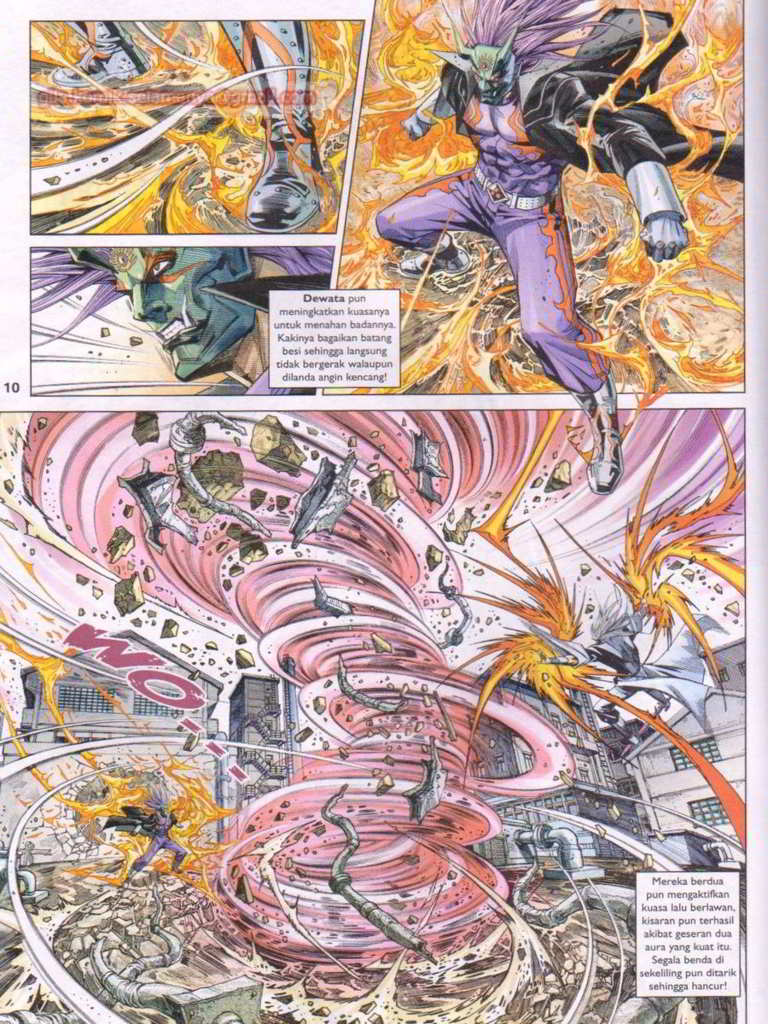 Dewata pun
meningkatkan kuasanya
untuk menahan badannya.
Kakinya bagaikan batang
besi sehingga langsung
tidak bergerak walaupun
dilanda angin kencang!
10
WO...
Mereka berdua
pun mengaktifkan
kuasa lalu berlawan,
kisaran pun terhasil
akibat geseran dua
aura yang kuat itu.
Segala benda di
sekeliling pun ditarik
sehingga hancur!